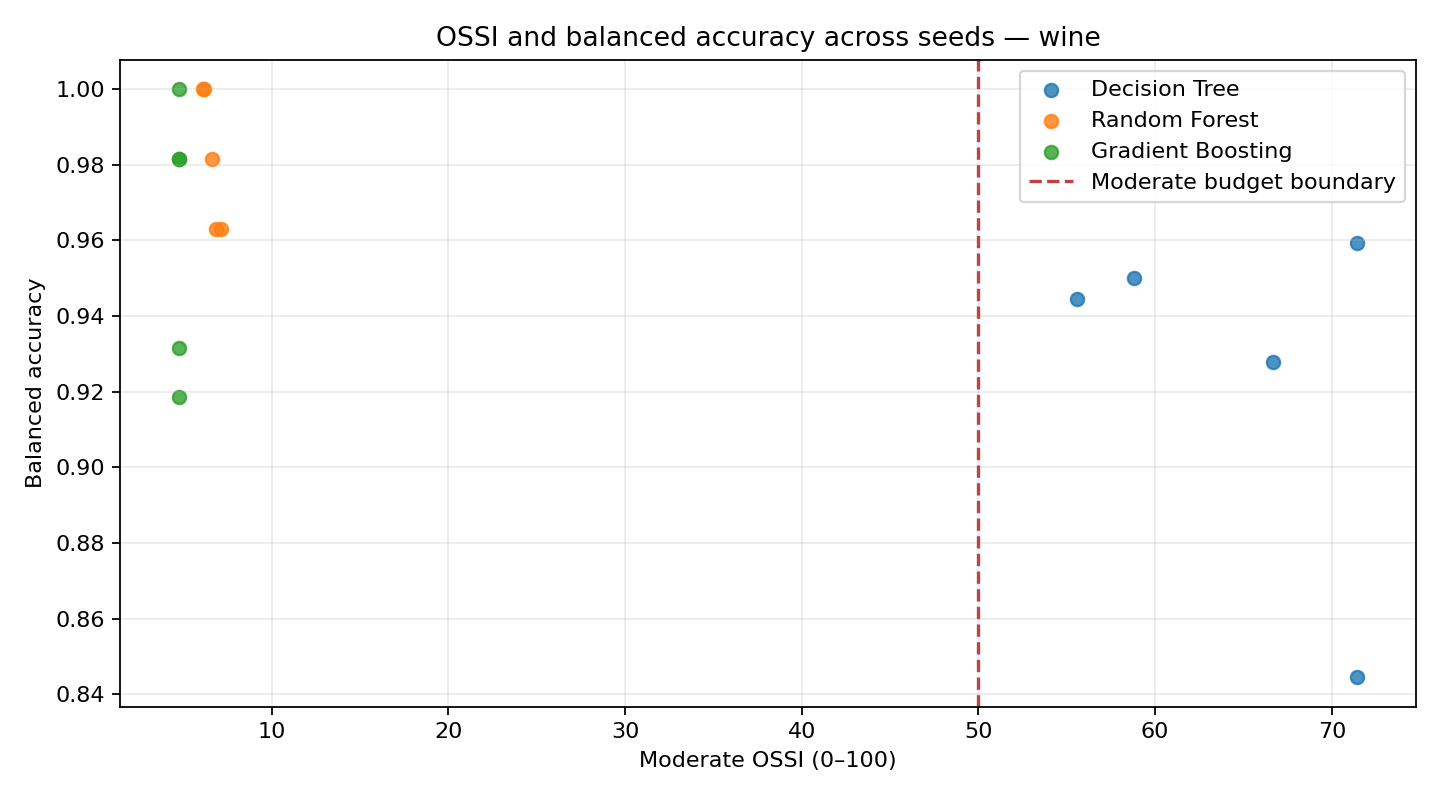 OSSI and balanced accuracy across seeds — wine
1.00
0.98
0.96
0.94
0.92
0.90
0.88
0.86
0.84
Balanced accuracy
Decision Tree
Random Forest
Gradient Boosting
Moderate budget boundary
10 20 30 40 50 60 70
Moderate OSSI (0–100)